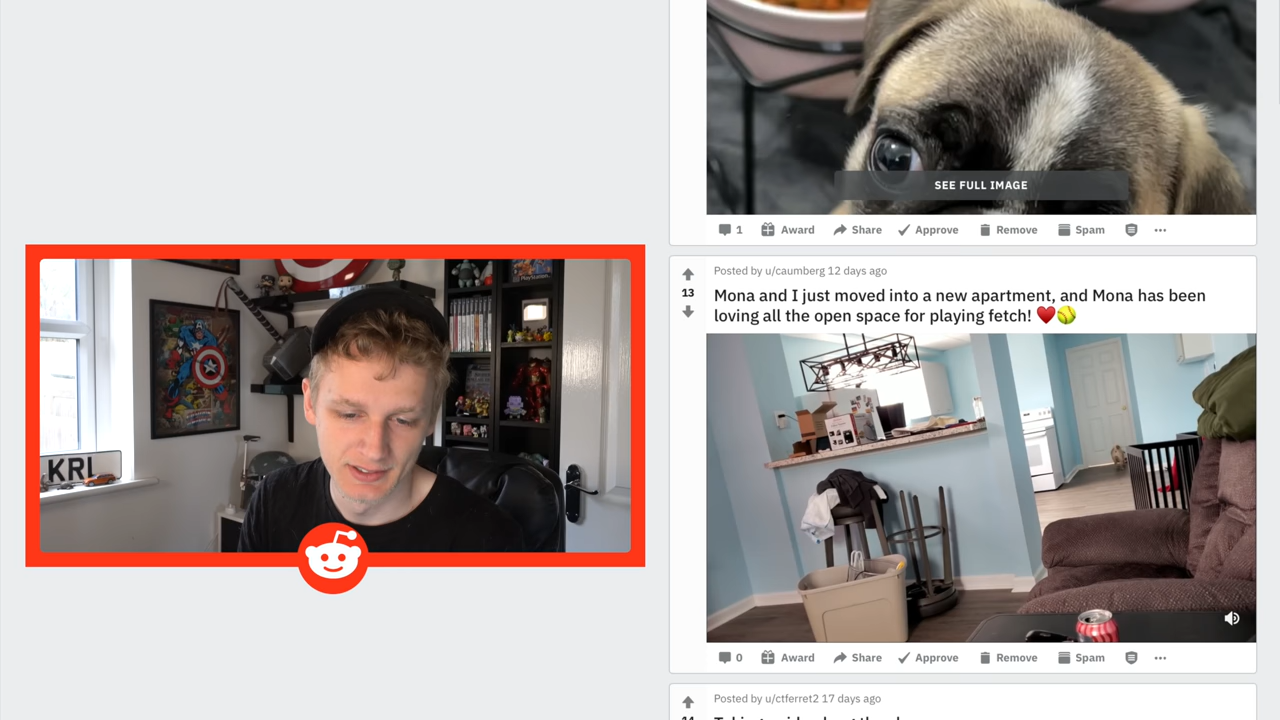 SEE FULL IMAGE
1 Award Share Approve Remove Spam
Posted by u/caumberg 12 days ago
13
Mona and I just moved into a new apartment, and Mona has been
loving all the open space for playing fetch! ❤️🎾
KRL
0 Award Share Approve Remove Spam
Posted by u/ctferret2 17 days ago